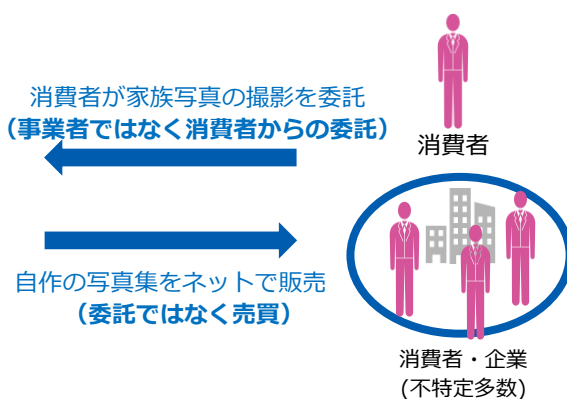 消費者が家族写真の撮影を委託
（事業者ではなく消費者からの委託）
消費者
自作の写真集をネットで販売
（委託ではなく売買）
消費者・企業
(不特定多数)